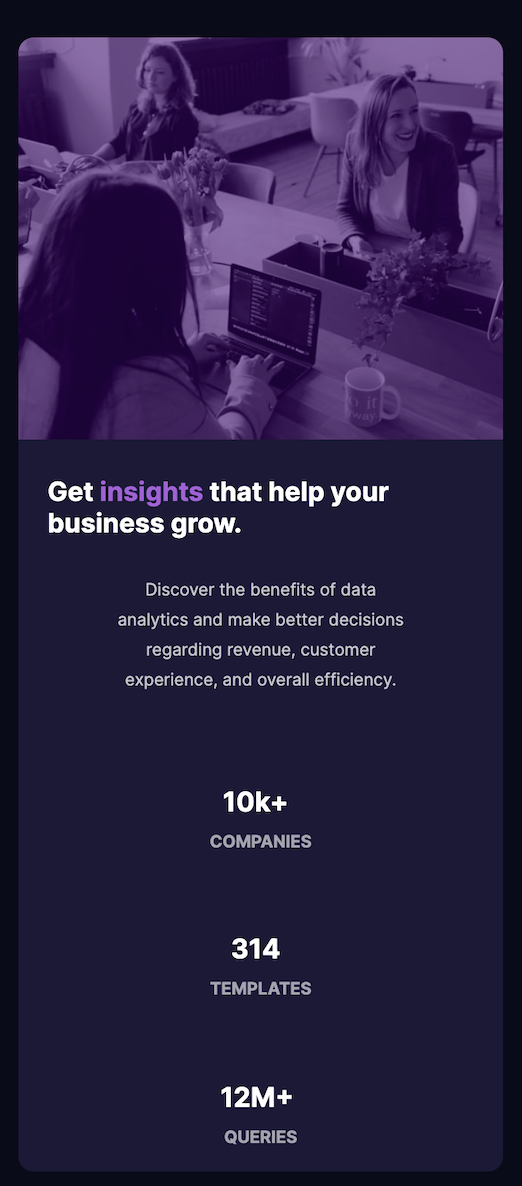 Get insights that help your
business grow.
Discover the benefits of data
analytics and make better decisions
regarding revenue, customer
experience, and overall efficiency.
10k+
COMPANIES
314
TEMPLATES
12M+
QUERIES